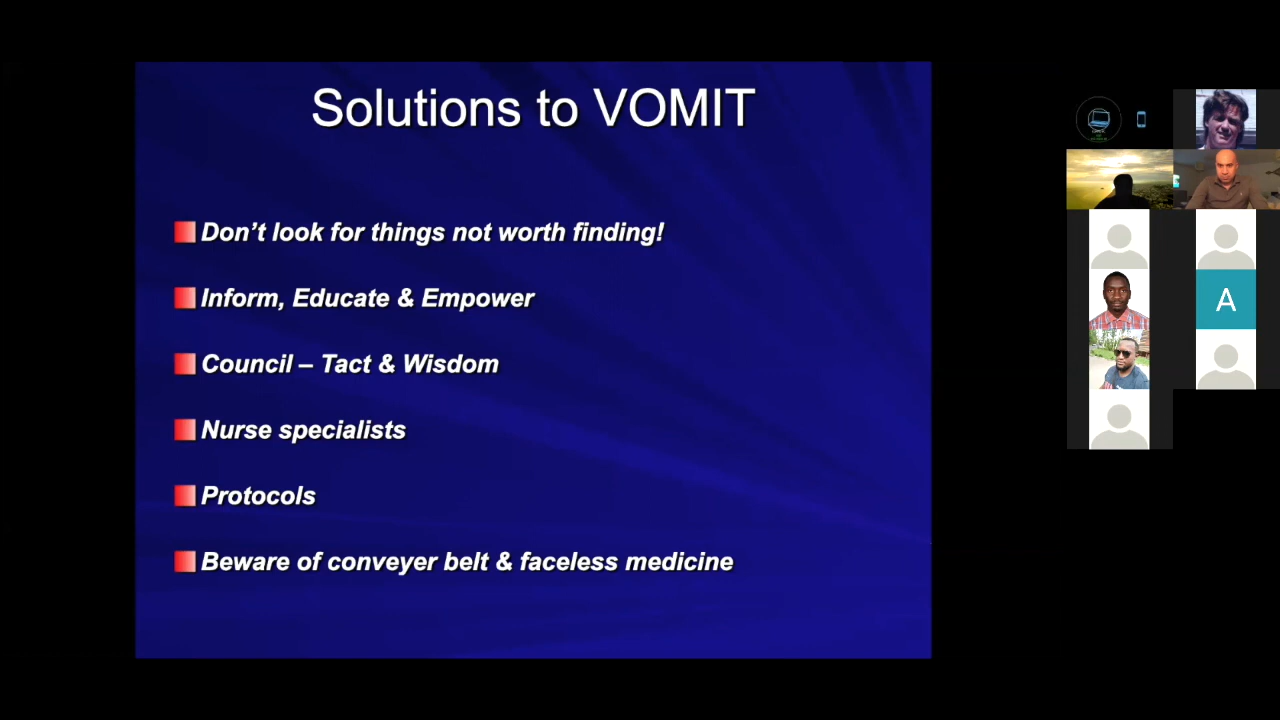 Solutions to VOMIT
Don't look for things not worth finding!
Inform, Educate & Empower
Council – Tact & Wisdom
Nurse specialists
Protocols
Beware of conveyer belt & faceless medicine
A